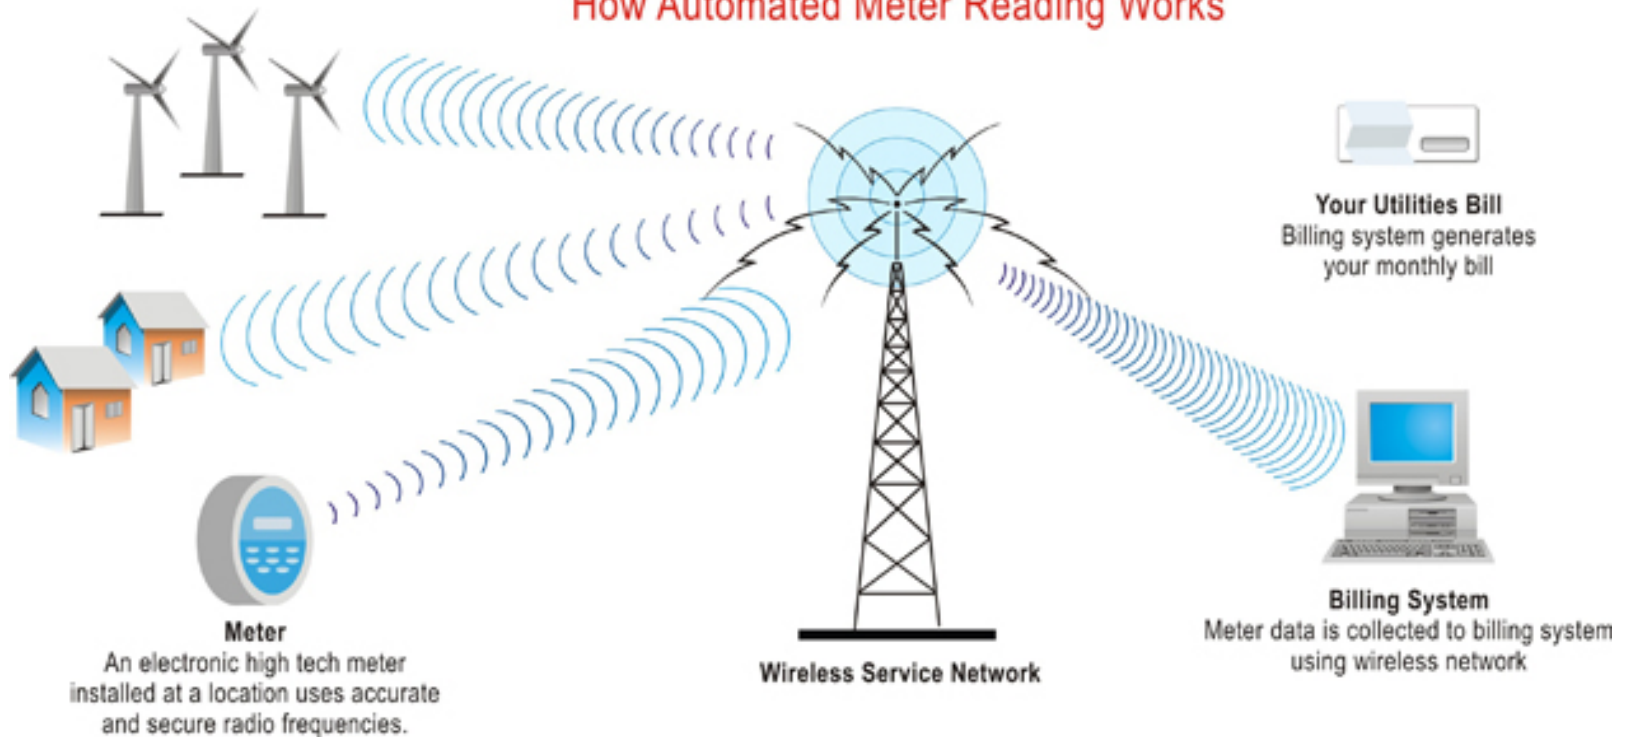 How Automated Meter Reading Works
Your Utilities Bill
Billing system generates
your monthly bill
Meter
An electronic high tech meter
installed at a location uses accurate
and secure radio frequencies.
Wireless Service Network
Billing System
Meter data is collected to billing system
using wireless network